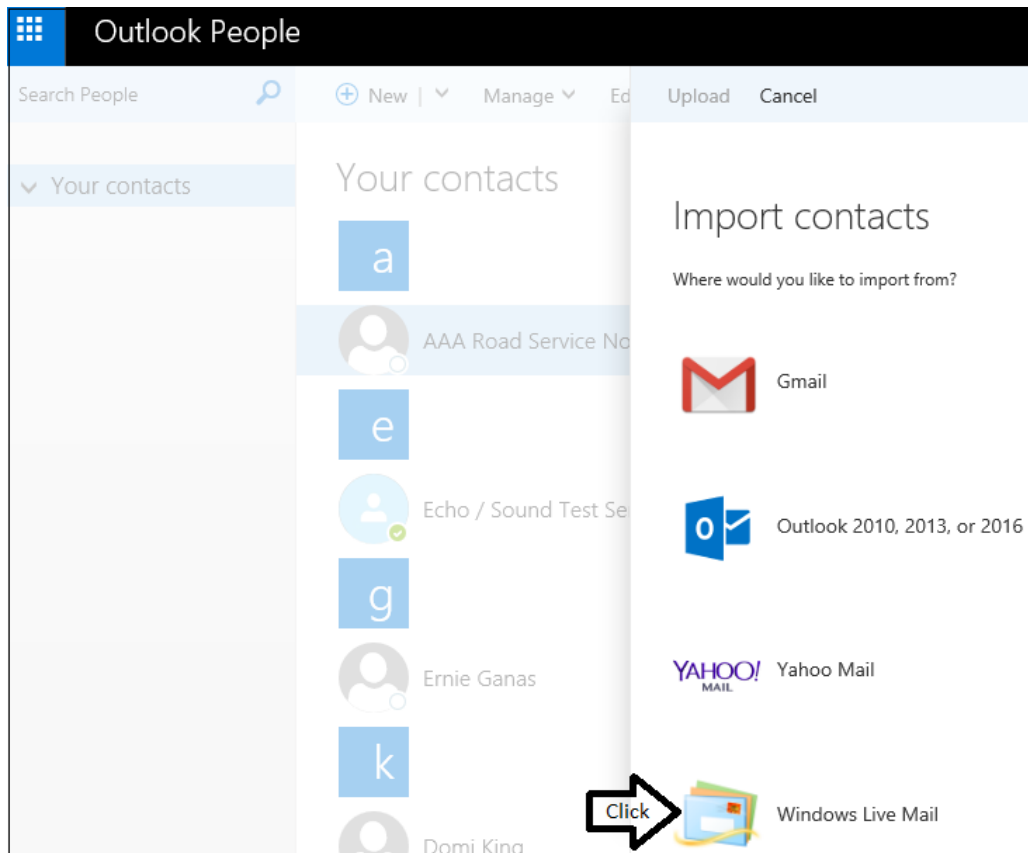 Outlook People
Search People
New | Manage Ed
Upload Cancel
Your contacts
Your contacts
a
AAA Road Service No
e
Echo / Sound Test Se
g
Ernie Ganas
k
Domi King
Import contacts
Where would you like to import from?
Gmail
Outlook 2010, 2013, or 2016
YAHOO!
MAIL
Yahoo Mail
Click
Windows Live Mail